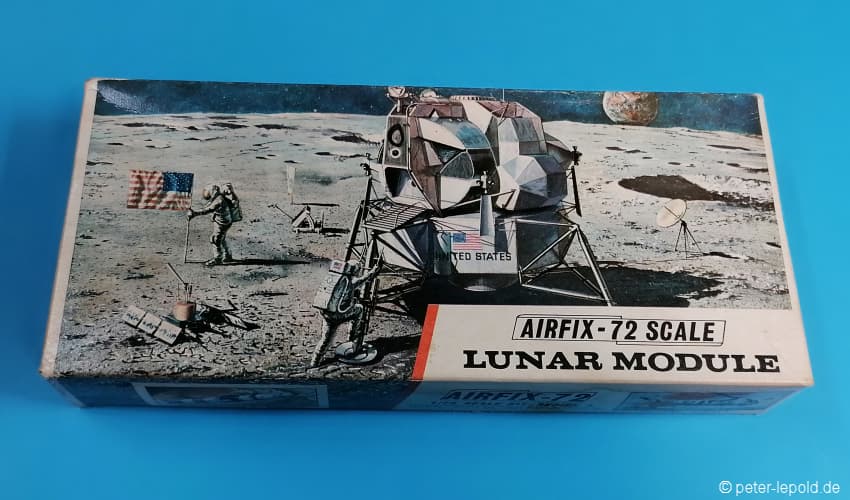 UNITED STATES
AIRFIX-72 SCALE
LUNAR MODULE
AIRFIX-72
© peter-lepold.de